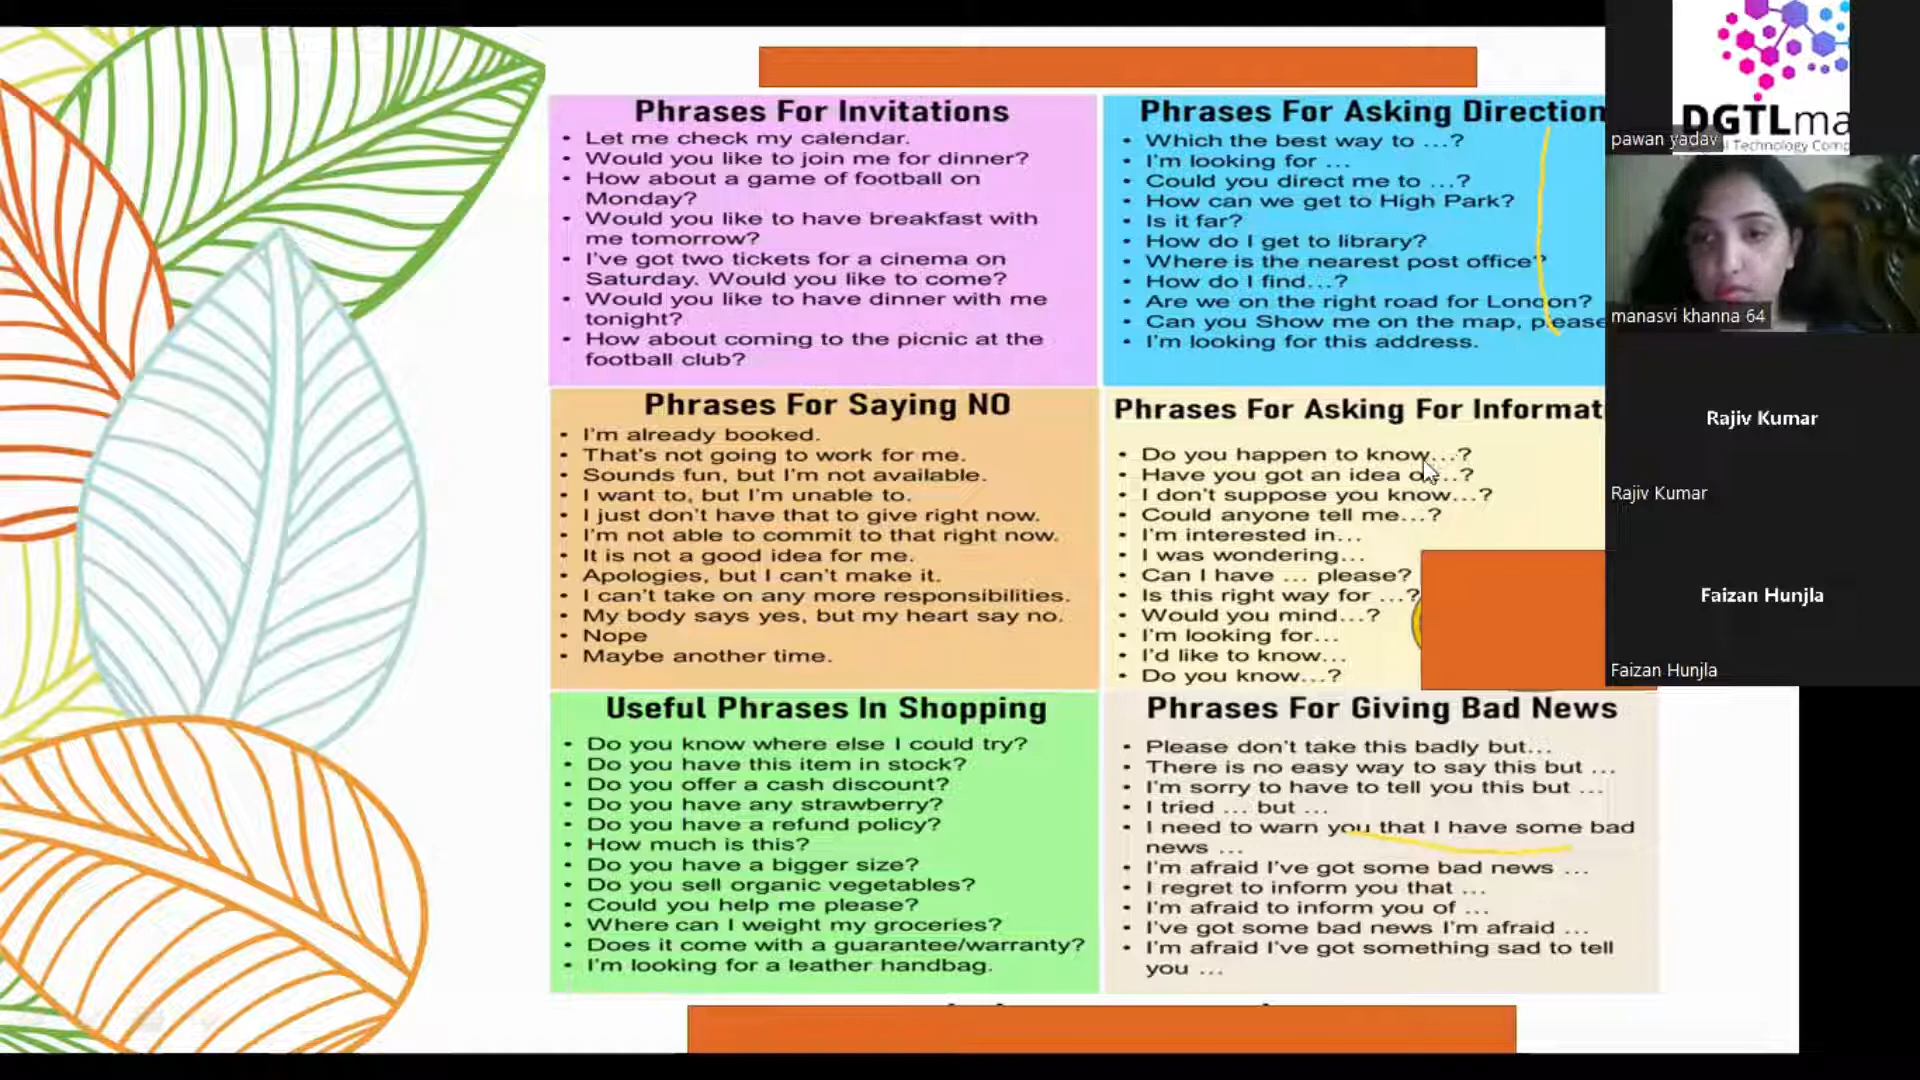 Phrases For Invitations
• Let me check my calendar.
• Would you like to join me for dinner?
• How about a game of football on
Monday?
• Would you like to have breakfast with
me tomorrow?
• I've got two tickets for a cinema on
Saturday. Would you like to come?
• Would you like to have dinner with me
tonight?
• How about coming to the picnic at the
football club?
Phrases For Asking Direction
• Which the best way to ...?
• I'm looking for ...
• Could you direct me to ...?
• How can we get to High Park?
• Is it far?
• How do I get to library?
• Where is the nearest post office?
• How do I find...?
• Are we on the right road for London?
• Can you Show me on the map, please
• I'm looking for this address.
Phrases For Saying NO
• I'm already booked.
• That's not going to work for me.
• Sounds fun, but I'm not available.
• I want to, but I'm unable to.
• I just don't have that to give right now.
• I'm not able to commit to that right now.
• It is not a good idea for me.
• Apologies, but I can't make it.
• I can't take on any more responsibilities.
• My body says yes, but my heart say no.
• Nope
• Maybe another time.
Phrases For Asking For Informat
• Do you happen to know...?
• Have you got an idea o...?
• I don't suppose you know...?
• Could anyone tell me...?
• I'm interested in...
• I was wondering...
• Can I have ... please?
• Is this right way for ...?
• Would you mind...?
• I'm looking for...
• I'd like to know...
• Do you know...?
Useful Phrases In Shopping
• Do you know where else I could try?
• Do you have this item in stock?
• Do you offer a cash discount?
• Do you have any strawberry?
• Do you have a refund policy?
• How much is this?
• Do you have a bigger size?
• Do you sell organic vegetables?
• Could you help me please?
• Where can I weight my groceries?
• Does it come with a guarantee/warranty?
• I'm looking for a leather handbag.
Phrases For Giving Bad News
• Please don't take this badly but...
• There is no easy way to say this but ...
• I'm sorry to have to tell you this but ...
• I tried ... but ...
• I need to warn you that I have some bad
news ...
• I'm afraid I've got some bad news ...
• I regret to inform you that ...
• I'm afraid to inform you of ...
• I've got some bad news I'm afraid ...
• I'm afraid I've got something sad to tell
you ...
DGTLma
l Technology Comp
pawan yadav
manasvi khanna 64
Rajiv Kumar
Rajiv Kumar
Faizan Hunjla
Faizan Hunjla